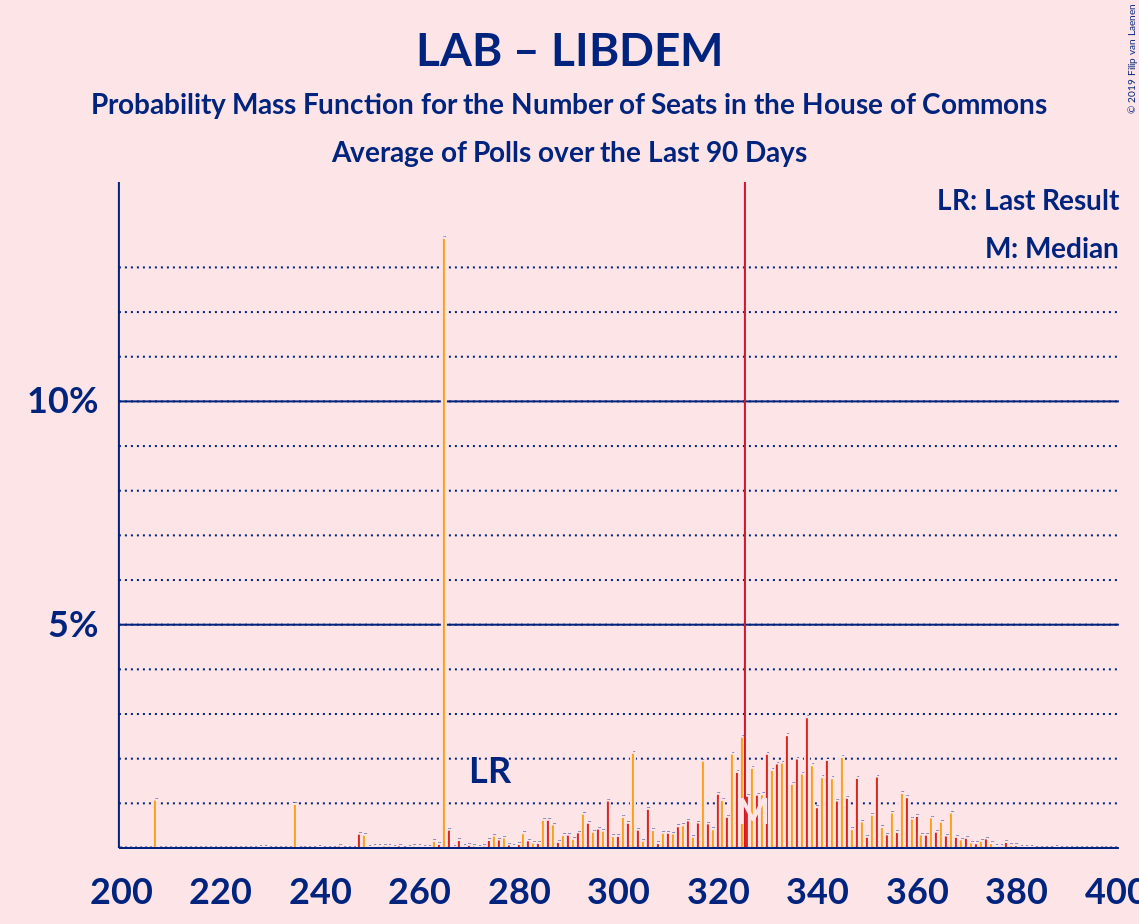 LAB – LIBDEM
Probability Mass Function for the Number of Seats in the House of Commons
Average of Polls over the Last 90 Days
© 2019 Filip van Laenen
LR: Last Result
M: Median
10%
5%
LR
M
200 220 240 260 280 300 320 340 360 380 400